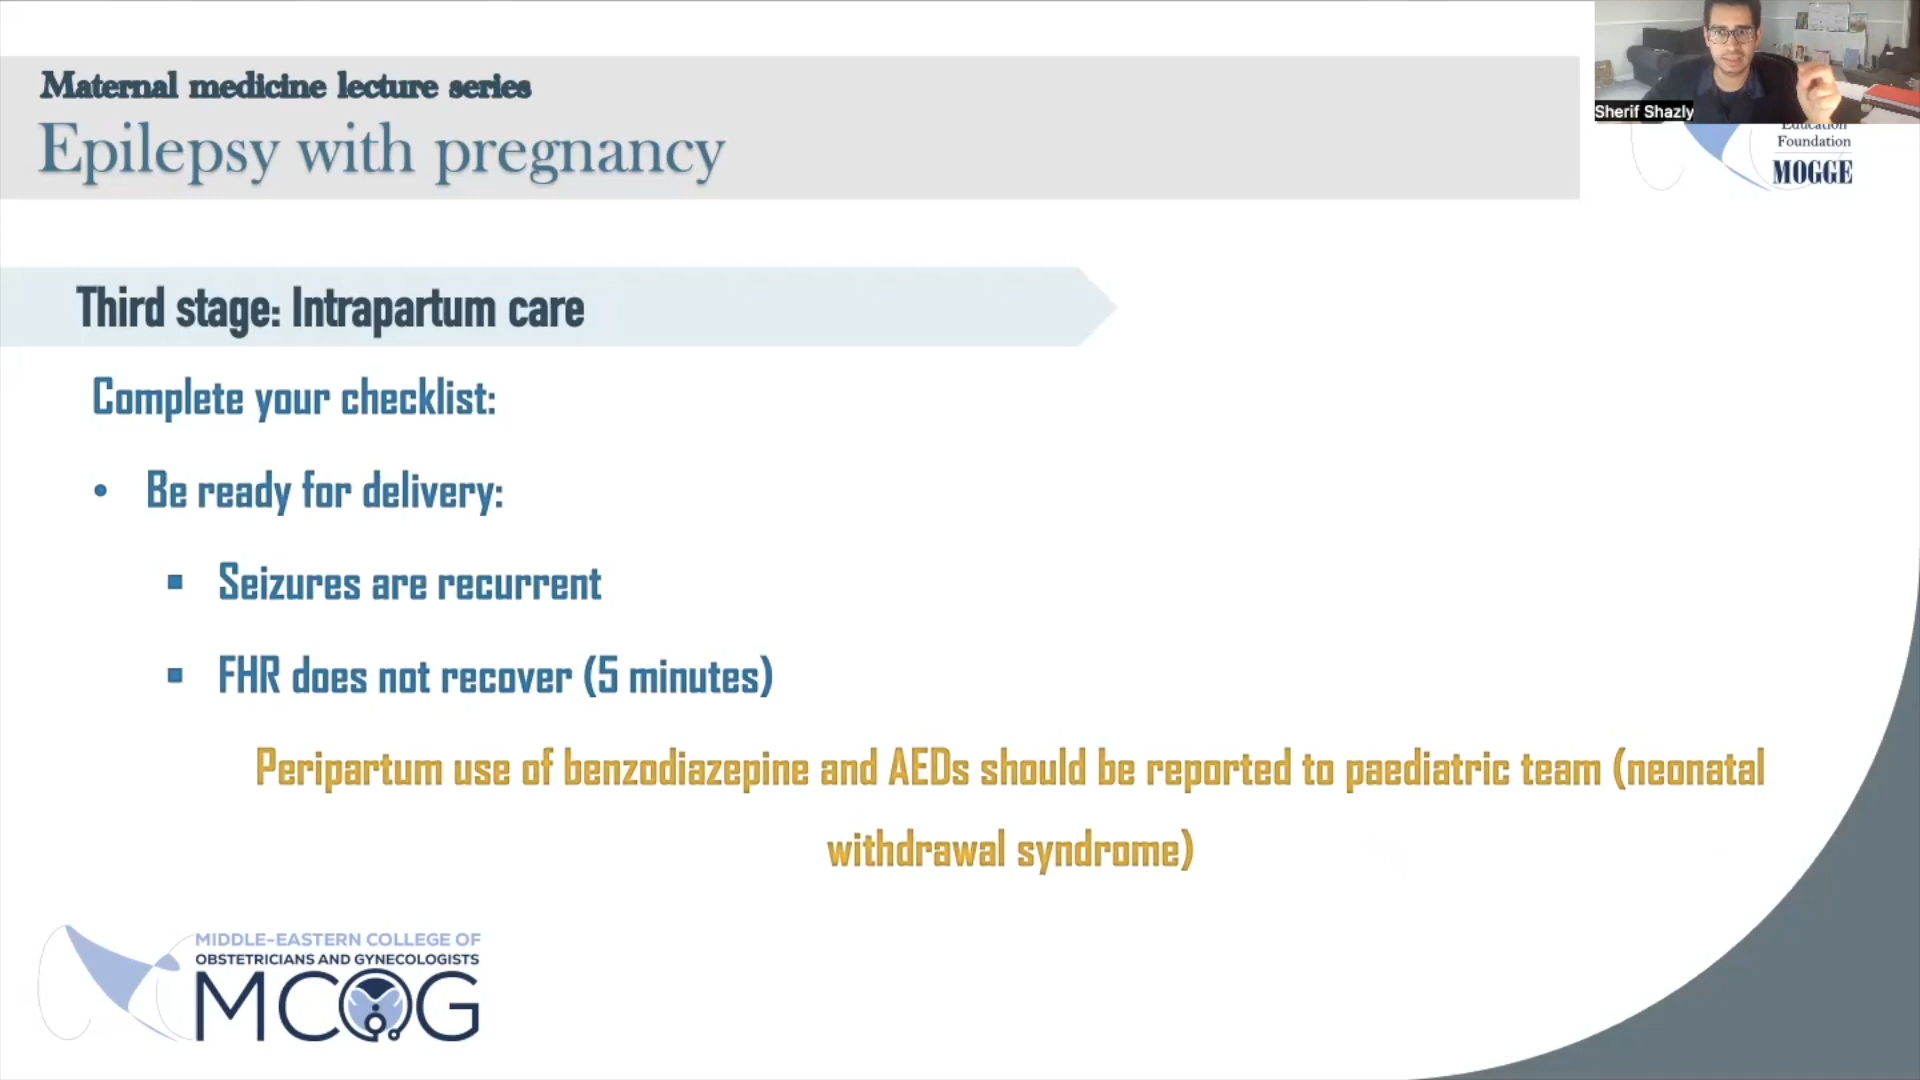 Maternal medicine lecture series
Epilepsy with pregnancy
Sherif Shazly
Education
Foundation
MOGGE
Third stage: Intrapartum care
Complete your checklist:
• Be ready for delivery:
▪ Seizures are recurrent
▪ FHR does not recover (5 minutes)
Peripartum use of benzodiazepine and AEDs should be reported to paediatric team (neonatal
withdrawal syndrome)
MIDDLE-EASTERN COLLEGE OF
OBSTETRICIANS AND GYNECOLOGISTS
MCOG